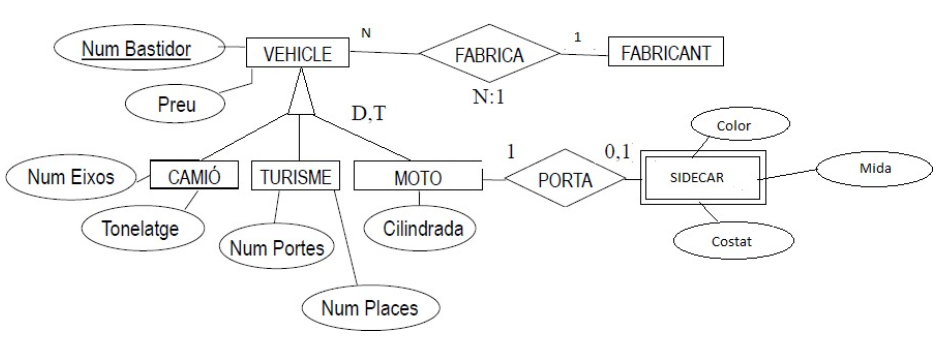 Num Bastidor
VEHICLE
N
FABRICA
1
FABRICANT
Preu
N:1
D,T
Color
Num Eixos
CAMIÓ
TURISME
MOTO
1
PORTA
0,1
SIDECAR
Mida
Tonelatge
Num Portes
Cilindrada
Costat
Num Places